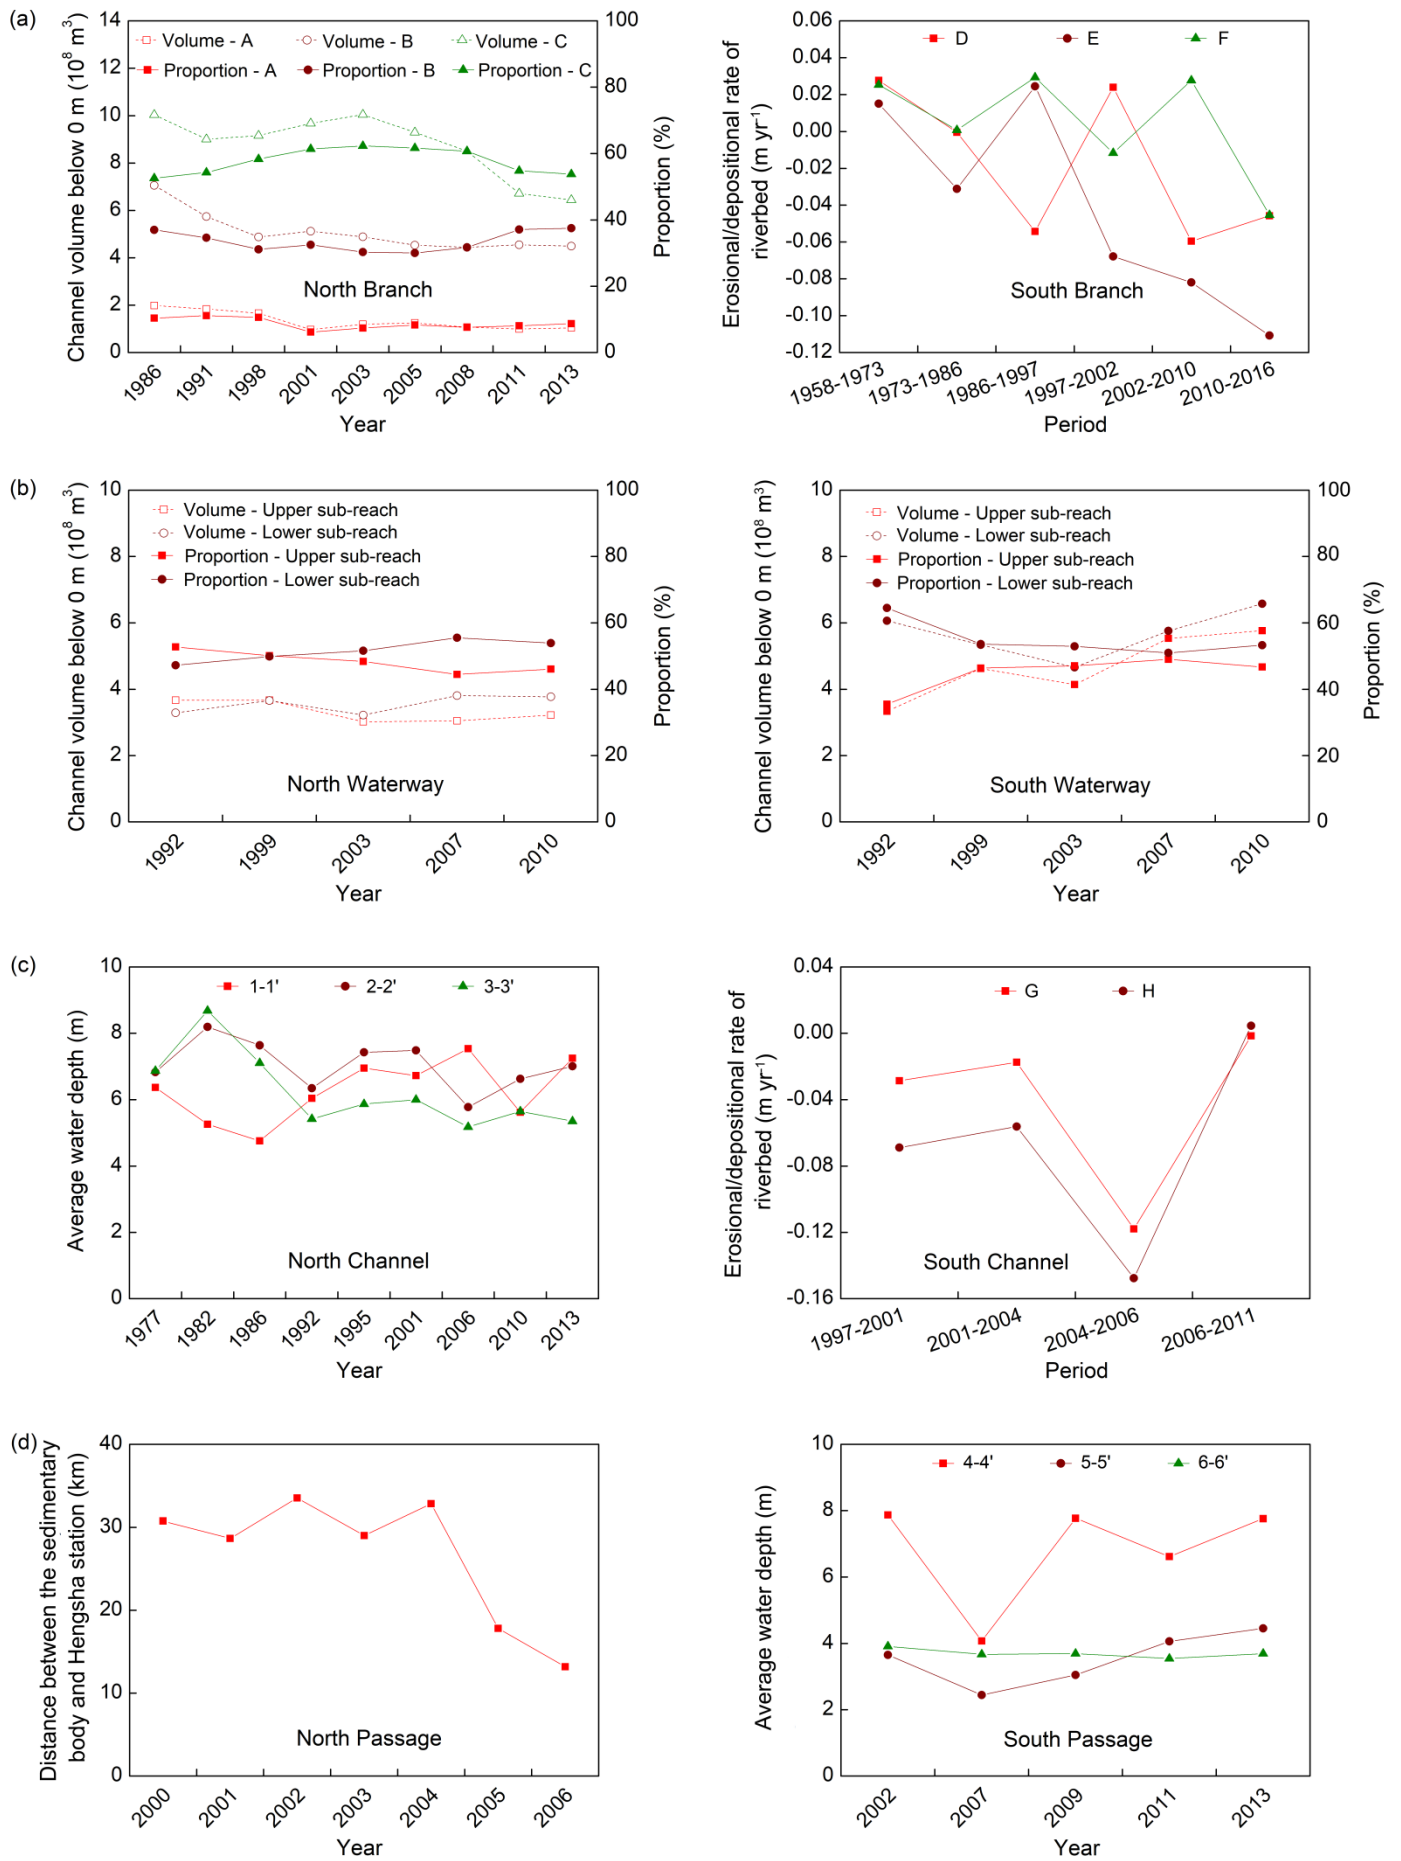 (a)
Channel volume below 0 m (10⁸ m³)
14
12
10
8
6
4
2
0
Volume - A
Volume - B
Volume - C
Proportion - A
Proportion - B
Proportion - C
North Branch
100
80
60
40
20
0
Proportion (%)
1986
1991
1998
2001
2003
2005
2008
2011
2013
Year
Erosional/depositional rate of
riverbed (m yr⁻¹)
0.06
0.04
0.02
0.00
-0.02
-0.04
-0.06
-0.08
-0.10
-0.12
D
E
F
South Branch
1958-1973
1973-1986
1986-1997
1997-2002
2002-2010
2010-2016
Period
(b)
Channel volume below 0 m (10⁸ m³)
10
8
6
4
2
0
Volume - Upper sub-reach
Volume - Lower sub-reach
Proportion - Upper sub-reach
Proportion - Lower sub-reach
North Waterway
100
80
60
40
20
0
Proportion (%)
1992
1999
2003
2007
2010
Year
Channel volume below 0 m (10⁸ m³)
10
8
6
4
2
0
Volume - Upper sub-reach
Volume - Lower sub-reach
Proportion - Upper sub-reach
Proportion - Lower sub-reach
South Waterway
100
80
60
40
20
0
Proportion (%)
1992
1999
2003
2007
2010
Year
(c)
Average water depth (m)
10
8
6
4
2
0
1-1'
2-2'
3-3'
North Channel
1977
1982
1986
1992
1995
2001
2006
2010
2013
Year
Erosional/depositional rate of
riverbed (m yr⁻¹)
0.04
0.00
-0.04
-0.08
-0.12
-0.16
G
H
South Channel
1997-2001
2001-2004
2004-2006
2006-2011
Period
(d)
Distance between the sedimentary
body and Hengsha station (km)
40
30
20
10
0
North Passage
2000
2001
2002
2003
2004
2005
2006
Year
Average water depth (m)
10
8
6
4
2
0
4-4'
5-5'
6-6'
South Passage
2002
2007
2009
2011
2013
Year